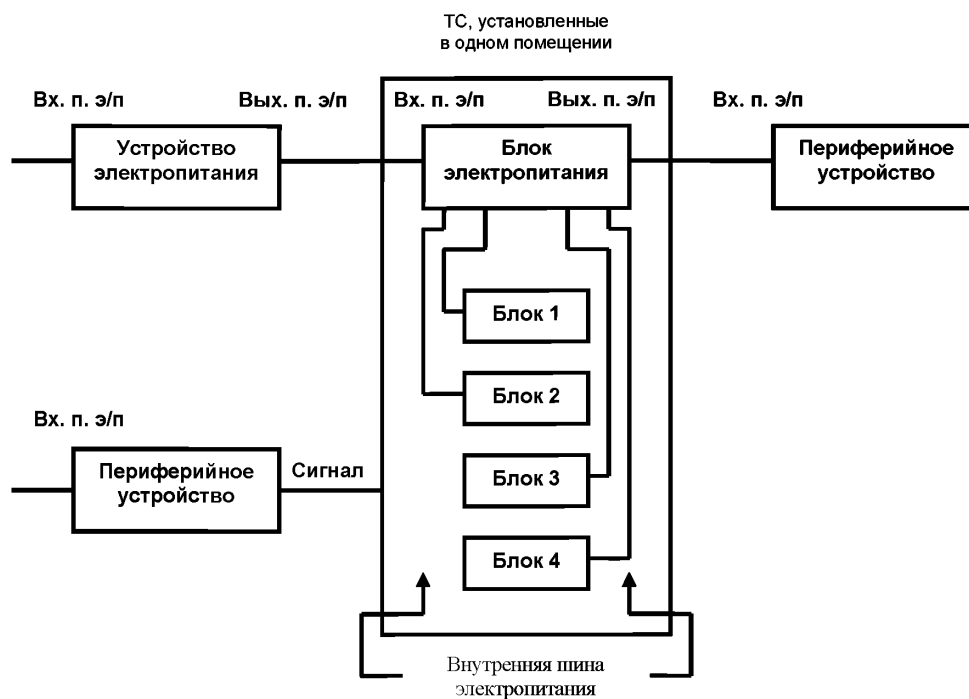 ТС, установленные
в одном помещении
Вх. п. э/п
Вых. п. э/п
Вх. п. э/п
Вых. п. э/п
Вх. п. э/п
Устройство
электропитания
Блок
электропитания
Периферийное
устройство
Блок 1
Блок 2
Вх. п. э/п
Периферийное
устройство
Сигнал
Блок 3
Блок 4
Внутренняя шина
электропитания